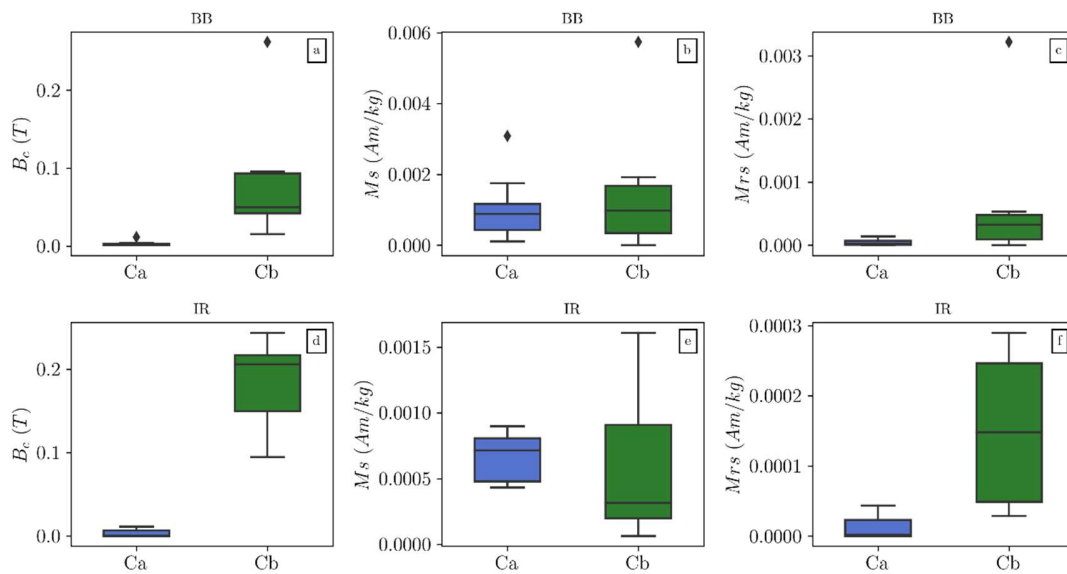 BB
a
B_c (T)
0.2
0.1
0.0
Ca Cb
BB
b
Ms (Am/kg)
0.006
0.004
0.002
0.000
Ca Cb
BB
c
Mrs (Am/kg)
0.003
0.002
0.001
0.000
Ca Cb
IR
d
B_c (T)
0.2
0.1
0.0
Ca Cb
IR
e
Ms (Am/kg)
0.0015
0.0010
0.0005
0.0000
Ca Cb
IR
f
Mrs (Am/kg)
0.0003
0.0002
0.0001
0.0000
Ca Cb